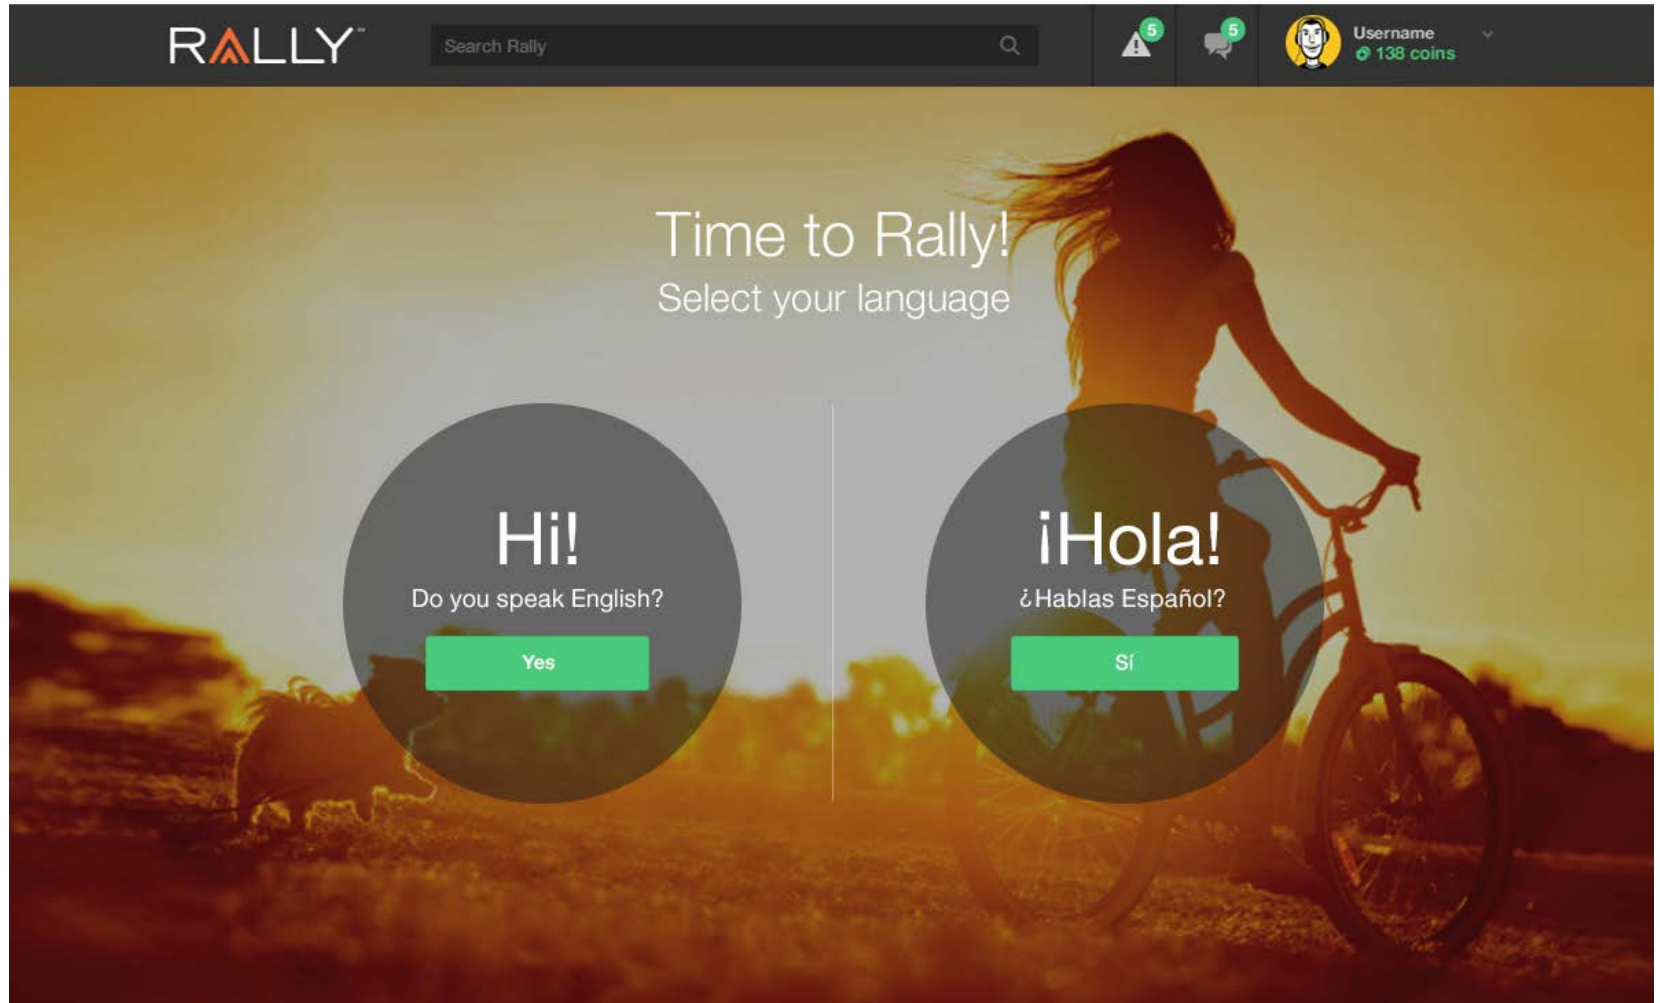 RALLY™
Search Rally
5
5
Username
138 coins
Time to Rally!
Select your language
Hi!
Do you speak English?
Yes
¡Hola!
¿Hablas Español?
Sí